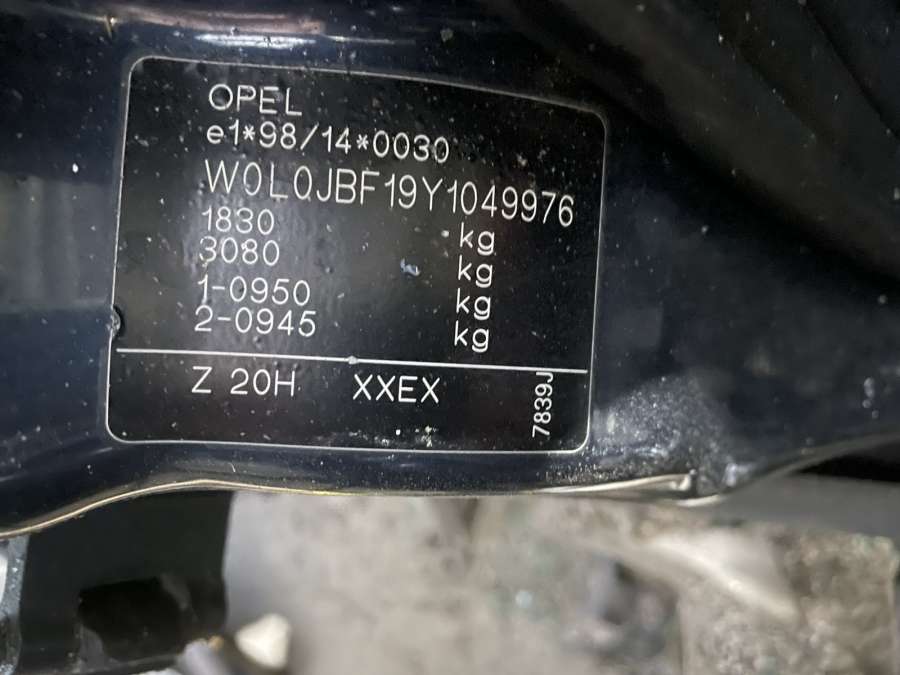 OPEL
e1*98/14*0030
W0L0JBF19Y1049976
1830 kg
3080 kg
1-0950 kg
2-0945 kg
Z 20H XXEX
7839J